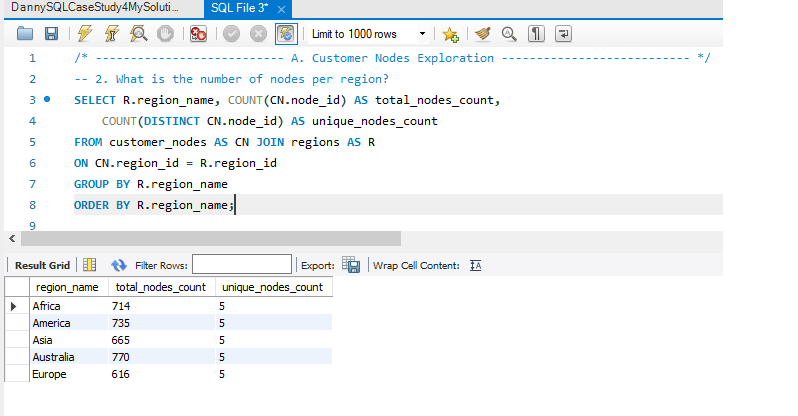 DannySQLCaseStudy4MySoluti... SQL File 3*
Limit to 1000 rows
1 /* --------------------------- A. Customer Nodes Exploration --------------------------- */
2 -- 2. What is the number of nodes per region?
3 SELECT R.region_name, COUNT(CN.node_id) AS total_nodes_count,
4 COUNT(DISTINCT CN.node_id) AS unique_nodes_count
5 FROM customer_nodes AS CN JOIN regions AS R
6 ON CN.region_id = R.region_id
7 GROUP BY R.region_name
8 ORDER BY R.region_name;
9
Result Grid Filter Rows: Export: Wrap Cell Content:
region_name total_nodes_count unique_nodes_count
Africa 714 5
America 735 5
Asia 665 5
Australia 770 5
Europe 616 5